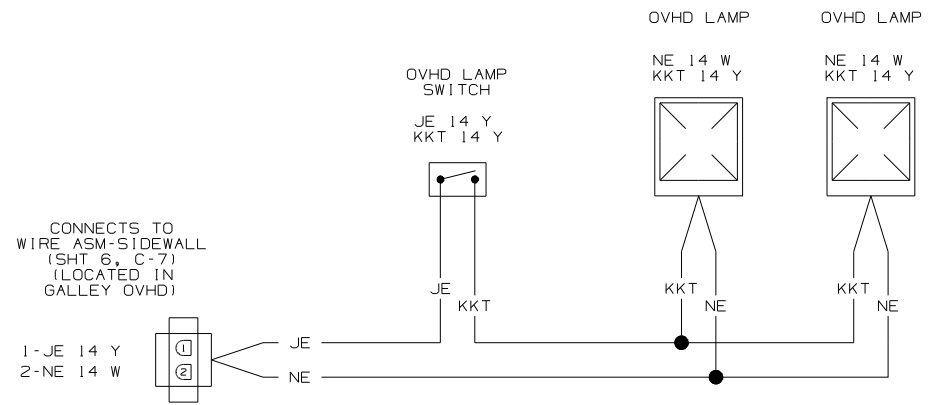 OVHD LAMP
OVHD LAMP
NE 14 W
KKT 14 Y
NE 14 W
KKT 14 Y
OVHD LAMP
SWITCH
JE 14 Y
KKT 14 Y
CONNECTS TO
WIRE ASM-SIDEWALL
(SHT 6, C-7)
(LOCATED IN
GALLEY OVHD)
JE
KKT
KKT
NE
KKT
NE
1-JE 14 Y
2-NE 14 W
1
2
JE
NE